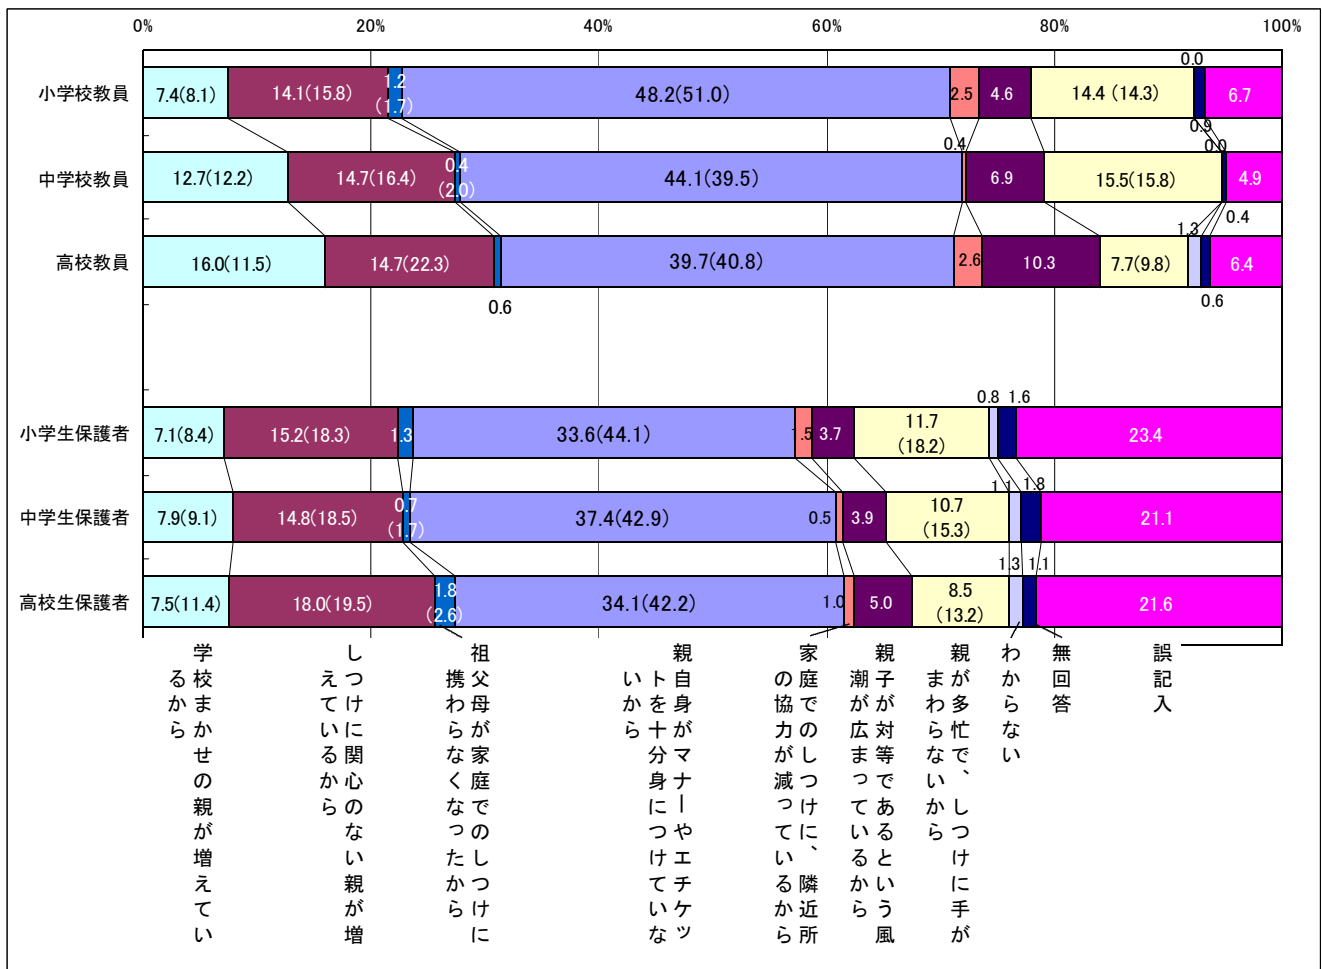 0% 20% 40% 60% 80% 100%
0.0
小学校教員 7.4(8.1) 14.1(15.8) 1.2 (1.7) 48.2(51.0) 2.5 4.6 14.4 (14.3) 6.7
0.9
0.4 0.0
中学校教員 12.7(12.2) 14.7(16.4) 0.4 (2.0) 44.1(39.5) 6.9 15.5(15.8) 4.9
0.4
1.3
高校教員 16.0(11.5) 14.7(22.3) 39.7(40.8) 2.6 10.3 7.7(9.8) 6.4
0.6 0.6
0.8 1.6
小学生保護者 7.1(8.4) 15.2(18.3) 1.3 33.6(44.1) 1.5 3.7 11.7 (18.2) 23.4
1.1 1.8
中学生保護者 7.9(9.1) 14.8(18.5) 0.7 (1.7) 37.4(42.9) 0.5 3.9 10.7 (15.3) 21.1
1.3 1.1
高校生保護者 7.5(11.4) 18.0(19.5) 1.8 (2.6) 34.1(42.2) 1.0 5.0 8.5 (13.2) 21.6
学校まかせの親が増えてい
るから
しつけに関心のない親が増
えているから
祖父母が家庭でのしつけに
携わらなくなったから
親自身がマナーやエチケッ
トを十分身につけていな
いから
家庭でのしつけに、隣近所
の協力が減っているから
親子が対等であるという風
潮が広まっているから
親が多忙で、しつけに手が
まわらないから
わからない
無回答
誤記入